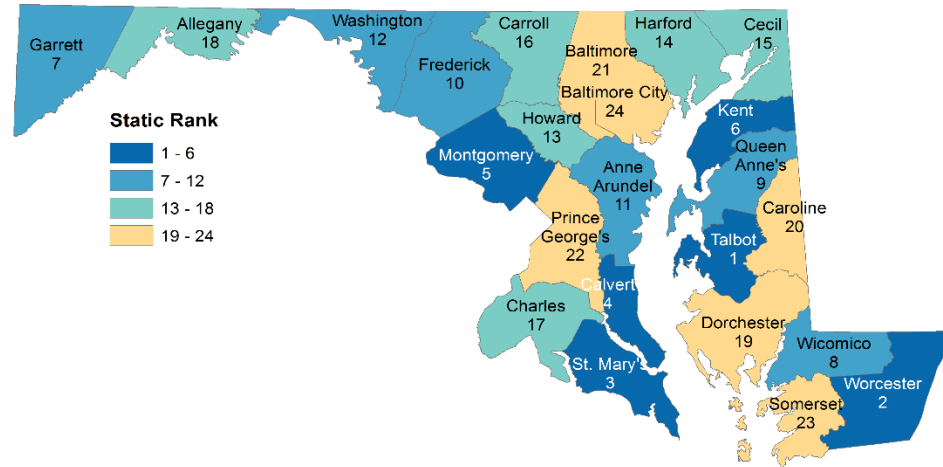 Garrett
7
Allegany
18
Washington
12
Frederick
10
Carroll
16
Baltimore
21
Baltimore City
24
Harford
14
Cecil
15
Howard
13
Montgomery
5
Anne
Arundel
11
Kent
6
Queen
Anne's
9
Caroline
20
Talbot
1
Prince
George's
22
Calvert
4
Charles
17
St. Mary's
3
Dorchester
19
Wicomico
8
Worcester
2
Somerset
23
Static Rank
1 - 6
7 - 12
13 - 18
19 - 24